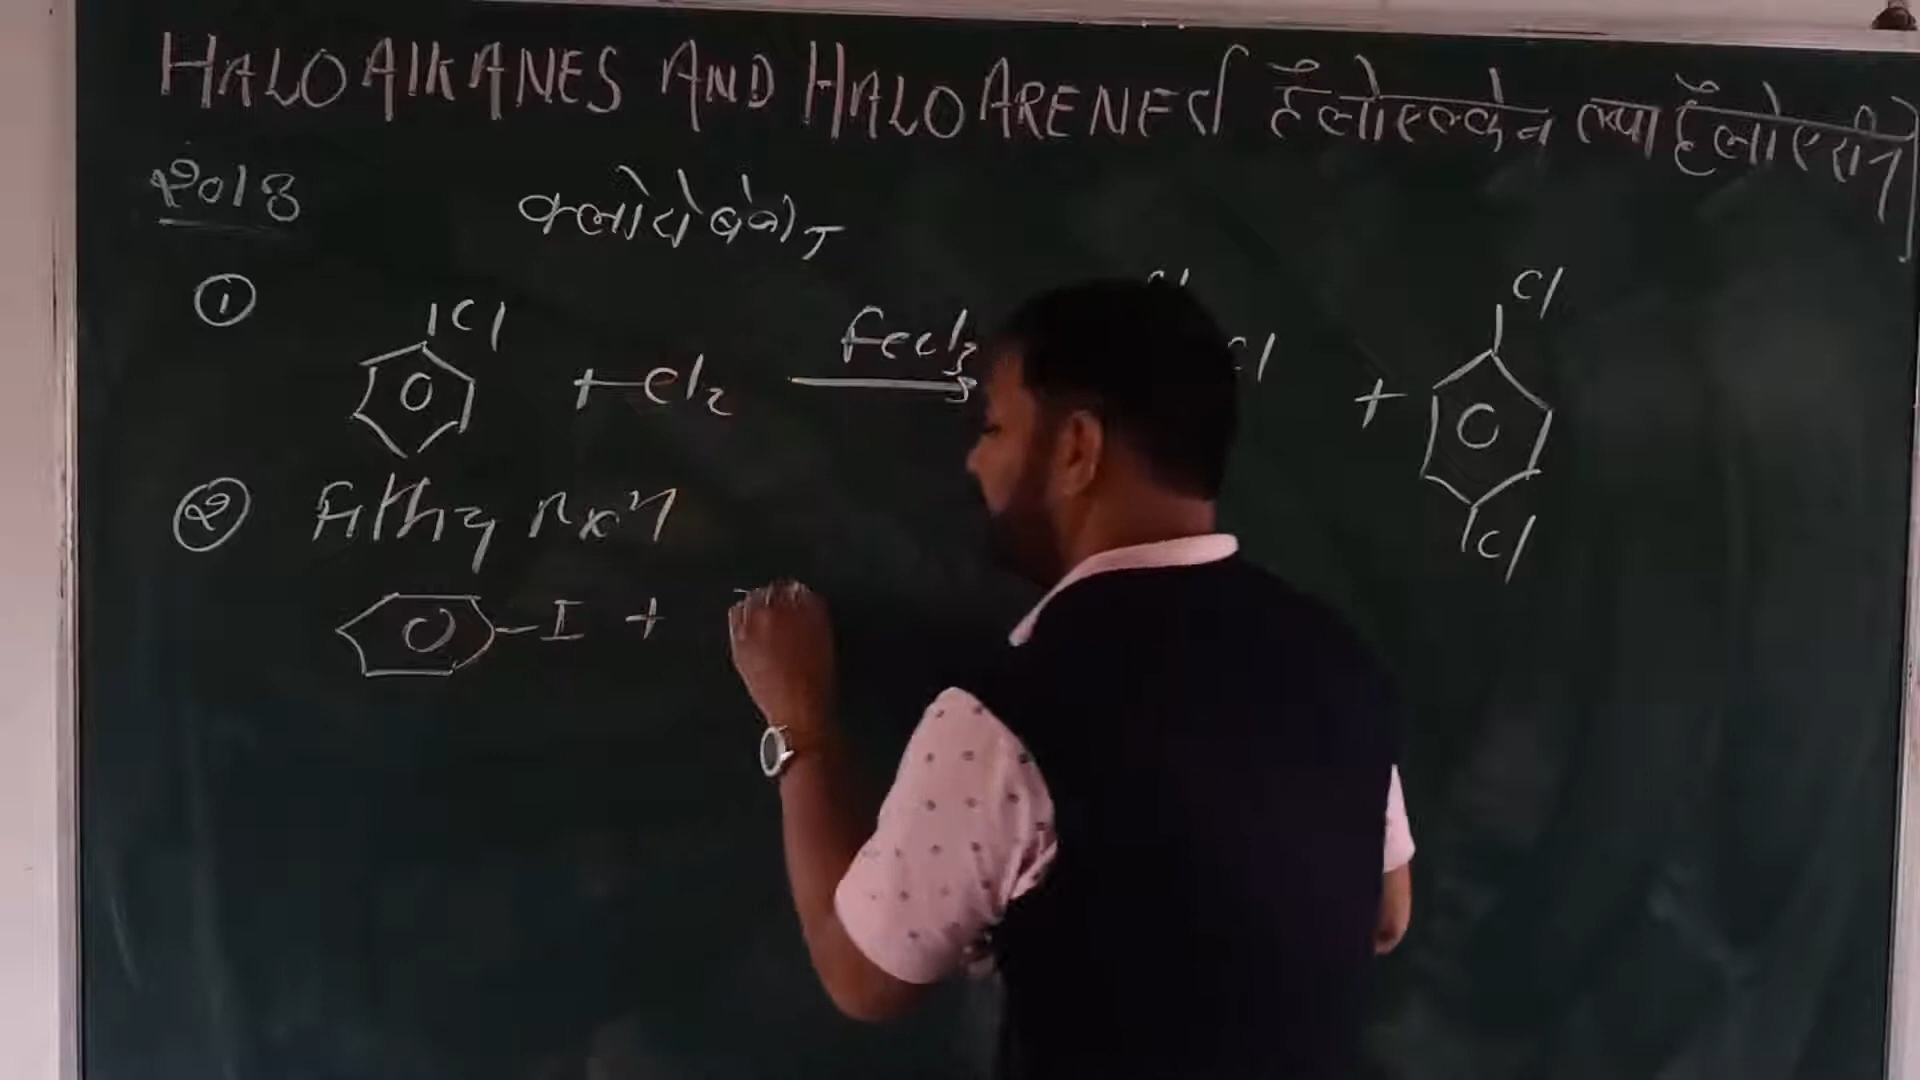 HALOALKANES AND HALOARENES हैलोएल्केन तथा हैलोएरीन
2018
क्लोरोबेंजीन
① Cl
+ Cl₂ FeCl₃ Cl + Cl
Cl
② Fittig rxn
-I +